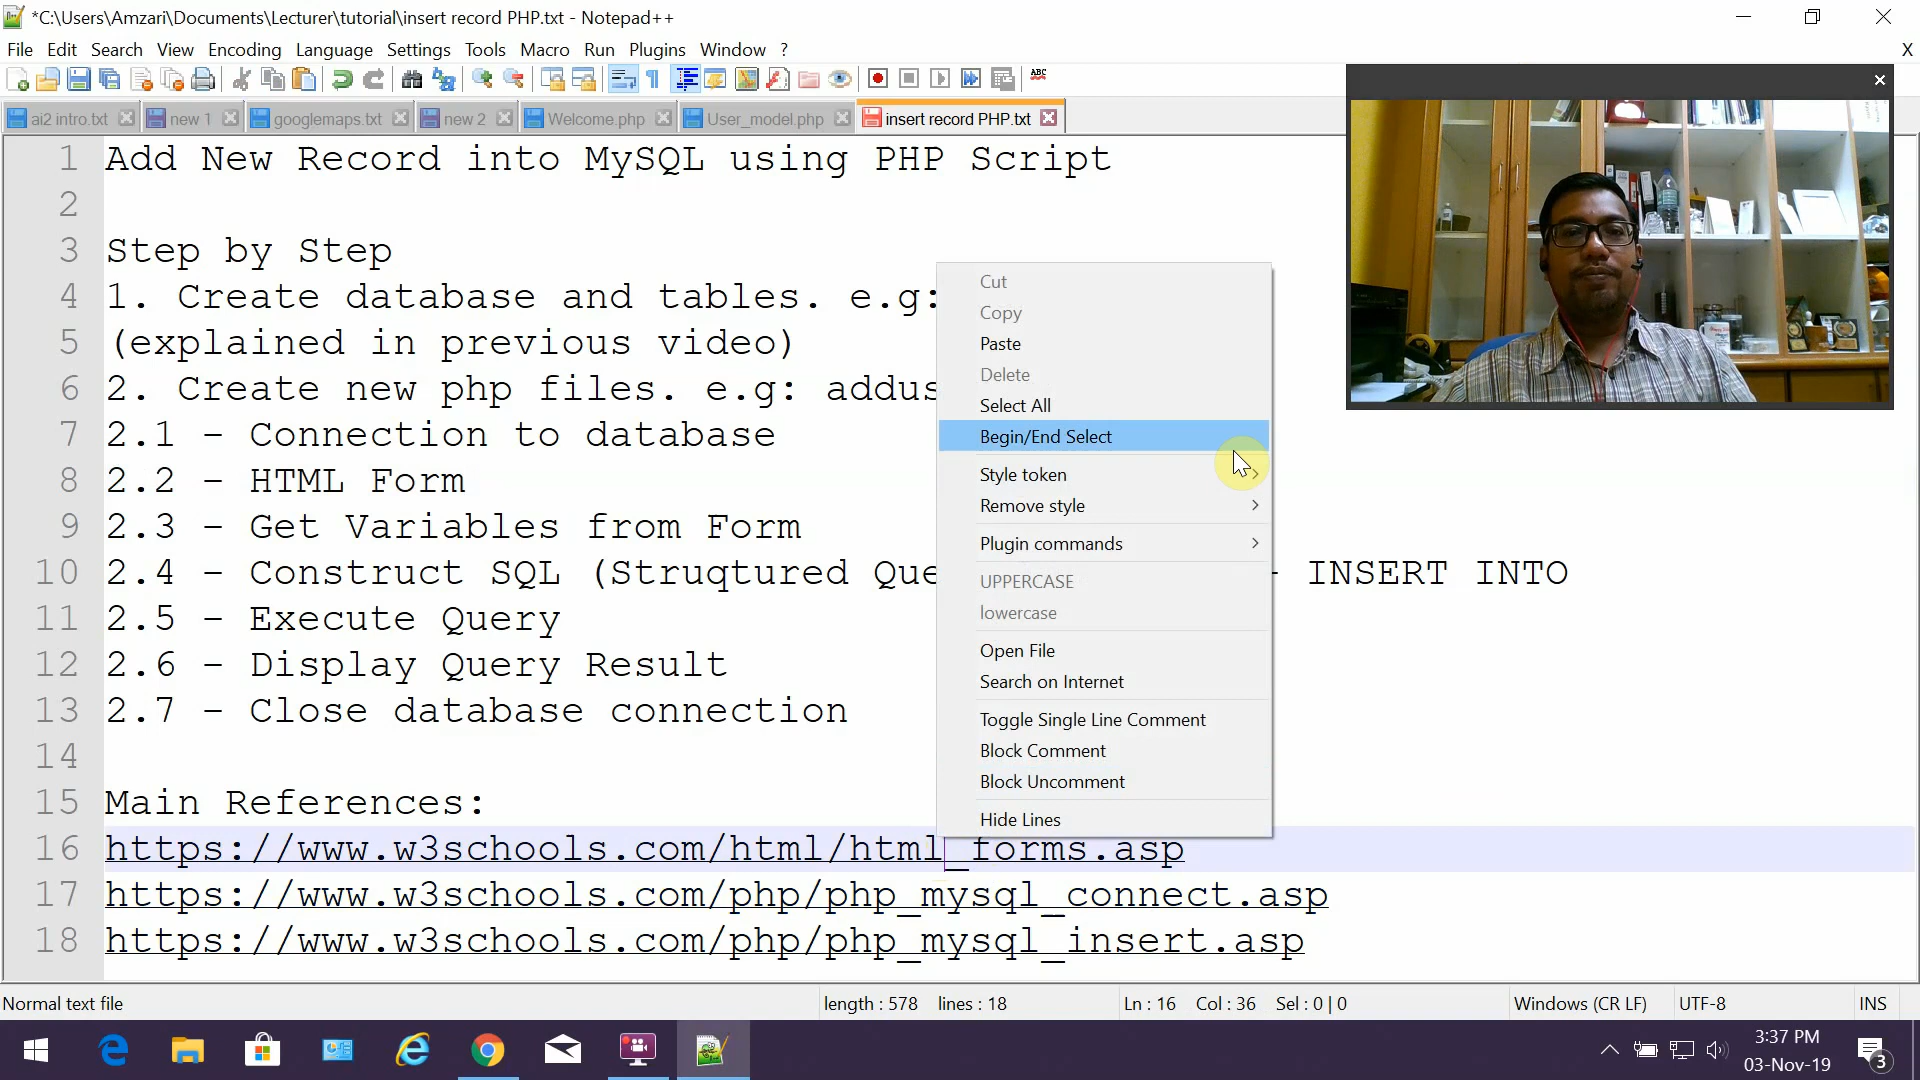 *C:\Users\Amzari\Documents\Lecturer\tutorial\insert record PHP.txt - Notepad++
File Edit Search View Encoding Language Settings Tools Macro Run Plugins Window ?
X
ABC
ai2 intro.txt new 1 googlemaps.txt new 2 Welcome.php User_model.php insert record PHP.txt
1 Add New Record into MySQL using PHP Script
2
3 Step by Step
4 1. Create database and tables. e.g:
5 (explained in previous video)
6 2. Create new php files. e.g: addus
7 2.1 - Connection to database
8 2.2 - HTML Form
9 2.3 - Get Variables from Form
10 2.4 - Construct SQL (Struqtured Que - INSERT INTO
11 2.5 - Execute Query
12 2.6 - Display Query Result
13 2.7 - Close database connection
14
15 Main References:
16 https://www.w3schools.com/html/html_forms.asp
17 https://www.w3schools.com/php/php_mysql_connect.asp
18 https://www.w3schools.com/php/php_mysql_insert.asp
Cut
Copy
Paste
Delete
Select All
Begin/End Select
Style token
Remove style
Plugin commands
UPPERCASE
lowercase
Open File
Search on Internet
Toggle Single Line Comment
Block Comment
Block Uncomment
Hide Lines
Normal text file length : 578 lines : 18 Ln : 16 Col : 36 Sel : 0 | 0 Windows (CR LF) UTF-8 INS
3:37 PM
03-Nov-19
3